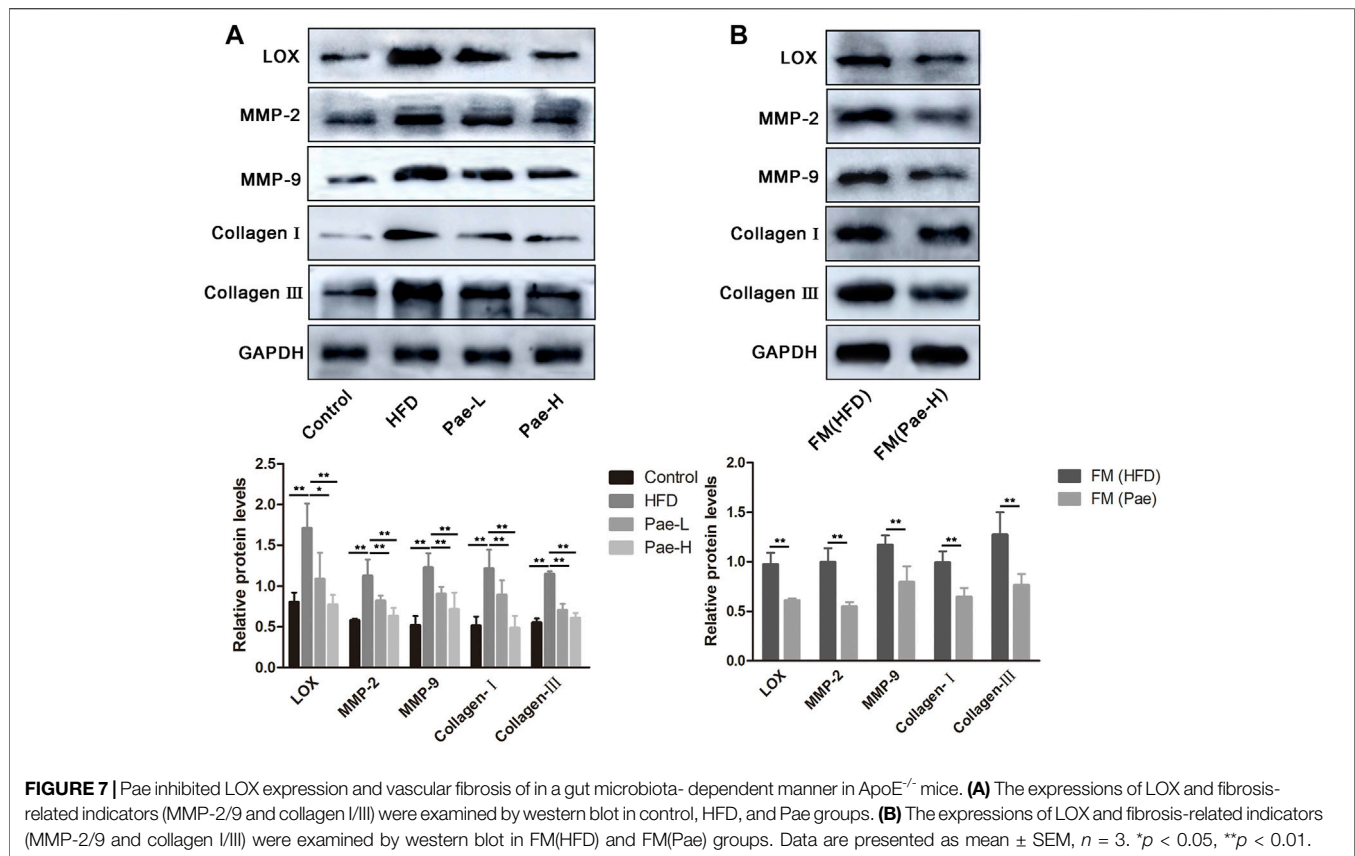 A
LOX
MMP-2
MMP-9
Collagen I
Collagen III
GAPDH
Control
HFD
Pae-L
Pae-H
B
LOX
MMP-2
MMP-9
Collagen I
Collagen III
GAPDH
FM(HFD)
FM(Pae-H)
Relative protein levels
2.5
2.0
1.5
1.0
0.5
0.0
** ** *
** ** **
** ** **
** ** **
** ** **
LOX
MMP-2
MMP-9
Collagen-Ⅰ
Collagen-Ⅲ
Control
HFD
Pae-L
Pae-H
Relative protein levels
2.0
1.5
1.0
0.5
0.0
**
**
**
**
**
LOX
MMP-2
MMP-9
Collagen-Ⅰ
Collagen-Ⅲ
FM (HFD)
FM (Pae)
FIGURE 7 | Pae inhibited LOX expression and vascular fibrosis of in a gut microbiota- dependent manner in ApoE-/- mice. (A) The expressions of LOX and fibrosis-
related indicators (MMP-2/9 and collagen I/III) were examined by western blot in control, HFD, and Pae groups. (B) The expressions of LOX and fibrosis-related indicators
(MMP-2/9 and collagen I/III) were examined by western blot in FM(HFD) and FM(Pae) groups. Data are presented as mean ± SEM, n = 3. *p < 0.05, **p < 0.01.